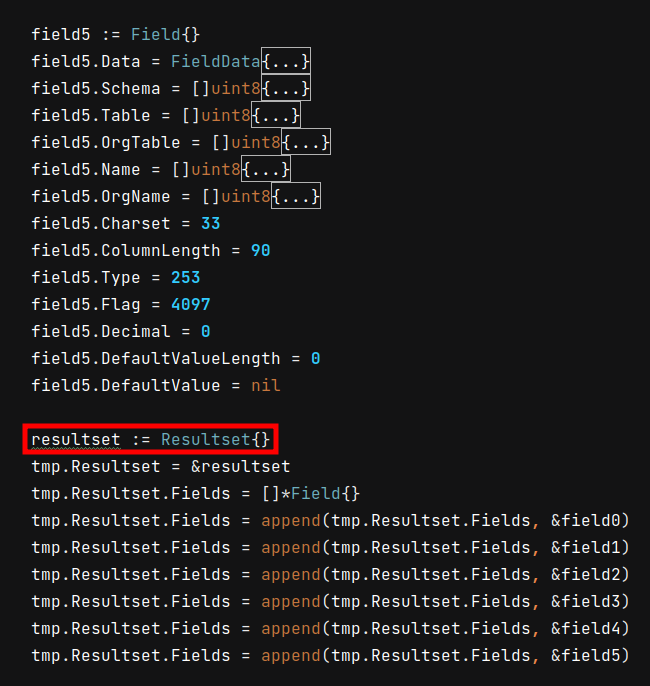 field5 := Field{}
field5.Data = FieldData{...}
field5.Schema = []uint8{...}
field5.Table = []uint8{...}
field5.OrgTable = []uint8{...}
field5.Name = []uint8{...}
field5.OrgName = []uint8{...}
field5.Charset = 33
field5.ColumnLength = 90
field5.Type = 253
field5.Flag = 4097
field5.Decimal = 0
field5.DefaultValueLength = 0
field5.DefaultValue = nil
resultset := Resultset{}
tmp.Resultset = &resultset
tmp.Resultset.Fields = []*Field{}
tmp.Resultset.Fields = append(tmp.Resultset.Fields, &field0)
tmp.Resultset.Fields = append(tmp.Resultset.Fields, &field1)
tmp.Resultset.Fields = append(tmp.Resultset.Fields, &field2)
tmp.Resultset.Fields = append(tmp.Resultset.Fields, &field3)
tmp.Resultset.Fields = append(tmp.Resultset.Fields, &field4)
tmp.Resultset.Fields = append(tmp.Resultset.Fields, &field5)